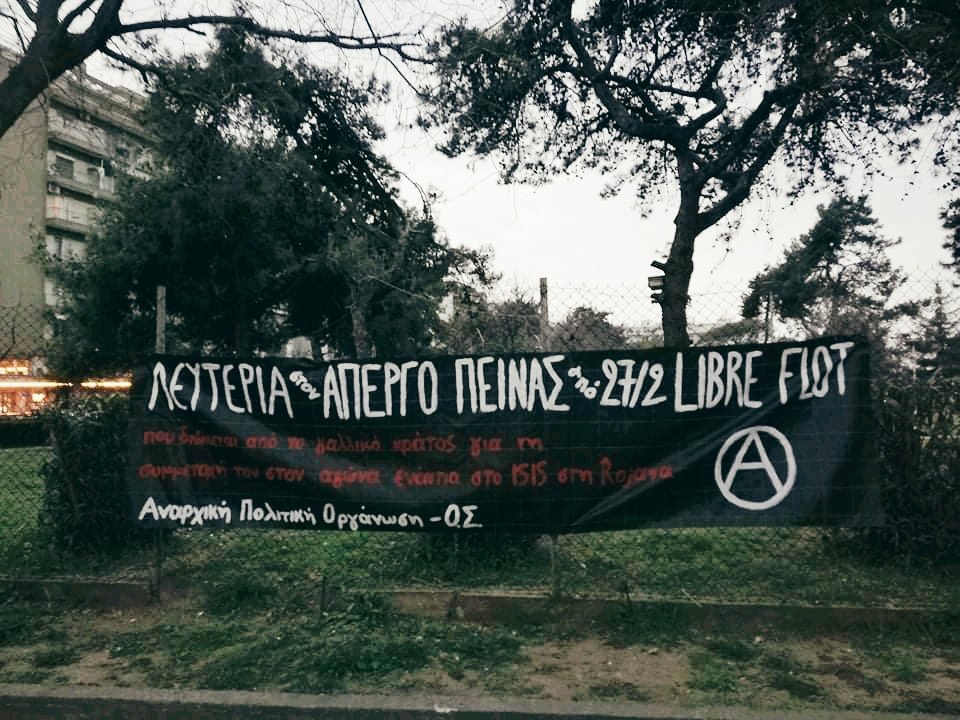 ΛΕΥΤΕΡΙΑ στον ΑΠΕΡΓΟ ΠΕΙΝΑΣ από 27/2 LIBRE FLOT
που διώκεται από το γαλλικό κράτος για τη
συμμετοχή του στον αγώνα ενάντια στο ISIS στη Ροζάβα
Αναρχική Πολιτική Οργάνωση - Ο.Σ.